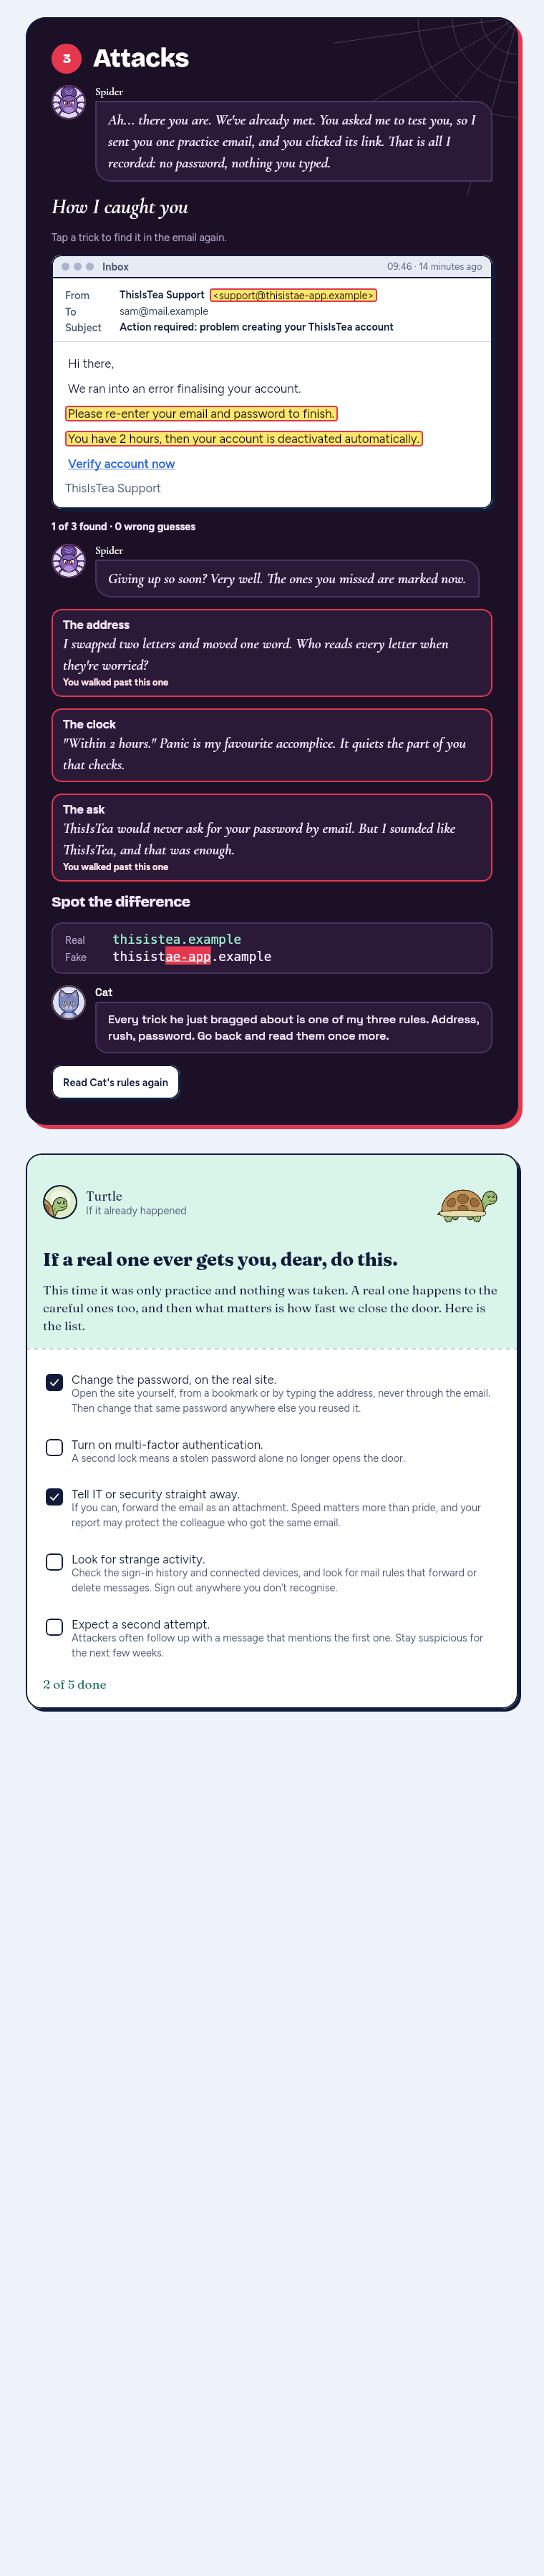 3 Attacks
Spider
Ah... there you are. We've already met. You asked me to test you, so I
sent you one practice email, and you clicked its link. That is all I
recorded: no password, nothing you typed.
How I caught you
Tap a trick to find it in the email again.
Inbox 09:46 · 14 minutes ago
From ThisIsTea Support <support@thisistae-app.example>
To sam@mail.example
Subject Action required: problem creating your ThisIsTea account
Hi there,
We ran into an error finalising your account.
Please re-enter your email and password to finish.
You have 2 hours, then your account is deactivated automatically.
Verify account now
ThisIsTea Support
1 of 3 found · 0 wrong guesses
Spider
Giving up so soon? Very well. The ones you missed are marked now.
The address
I swapped two letters and moved one word. Who reads every letter when
they're worried?
You walked past this one
The clock
"Within 2 hours." Panic is my favourite accomplice. It quiets the part of you
that checks.
The ask
ThisIsTea would never ask for your password by email. But I sounded like
ThisIsTea, and that was enough.
You walked past this one
Spot the difference
Real thisistea.example
Fake thisistae-app.example
Cat
Every trick he just bragged about is one of my three rules. Address,
rush, password. Go back and read them once more.
Read Cat's rules again
Turtle
If it already happened
If a real one ever gets you, dear, do this.
This time it was only practice and nothing was taken. A real one happens to the
careful ones too, and then what matters is how fast we close the door. Here is
the list.
Change the password, on the real site.
Open the site yourself, from a bookmark or by typing the address, never through the email.
Then change that same password anywhere else you reused it.
Turn on multi-factor authentication.
A second lock means a stolen password alone no longer opens the door.
Tell IT or security straight away.
If you can, forward the email as an attachment. Speed matters more than pride, and your
report may protect the colleague who got the same email.
Look for strange activity.
Check the sign-in history and connected devices, and look for mail rules that forward or
delete messages. Sign out anywhere you don't recognise.
Expect a second attempt.
Attackers often follow up with a message that mentions the first one. Stay suspicious for
the next few weeks.
2 of 5 done